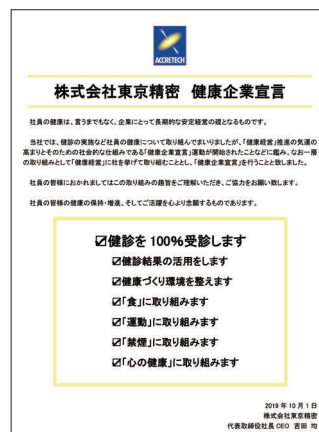 ACCRETECH
株式会社東京精密 健康企業宣言
社員の健康は、言うまでもなく、企業にとって長期的な安定経営の礎となるものです。
当社では、健診の実施など社員の健康について取り組んでまいりましたが、「健康経営」推進の気運の
高まりとそのための社会的な仕組みである「健康企業宣言」運動が開始されたことなどに鑑み、なお一層
の取り組みとして「健康経営」に社を挙げて取り組むこととし、「健康企業宣言」を行うことと致しました。
社員の皆様におかれましてはこの取り組みの趣旨をご理解いただき、ご協力をお願い致します。
社員の皆様の健康の保持・増進、そしてご活躍を心より念願するものであります。
☑健診を100%受診します
☑健診結果の活用をします
☑健康づくり環境を整えます
☑「食」に取り組みます
☑「運動」に取り組みます
☑「禁煙」に取り組みます
☑「心の健康」に取り組みます
2019年10月1日
株式会社東京精密
代表取締役社長CEO 吉田 均